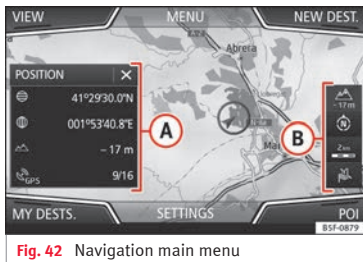 VIEW
MENU
NEW DEST.
Abrera
POSITION
41°29'30.0"N
001°53'40.8"E
A
- 17 m
GPS
9/16
- 17m
N
B
2km
MY DESTS.
SETTINGS
POI
BSF-0879
Fig. 42 Navigation main menu